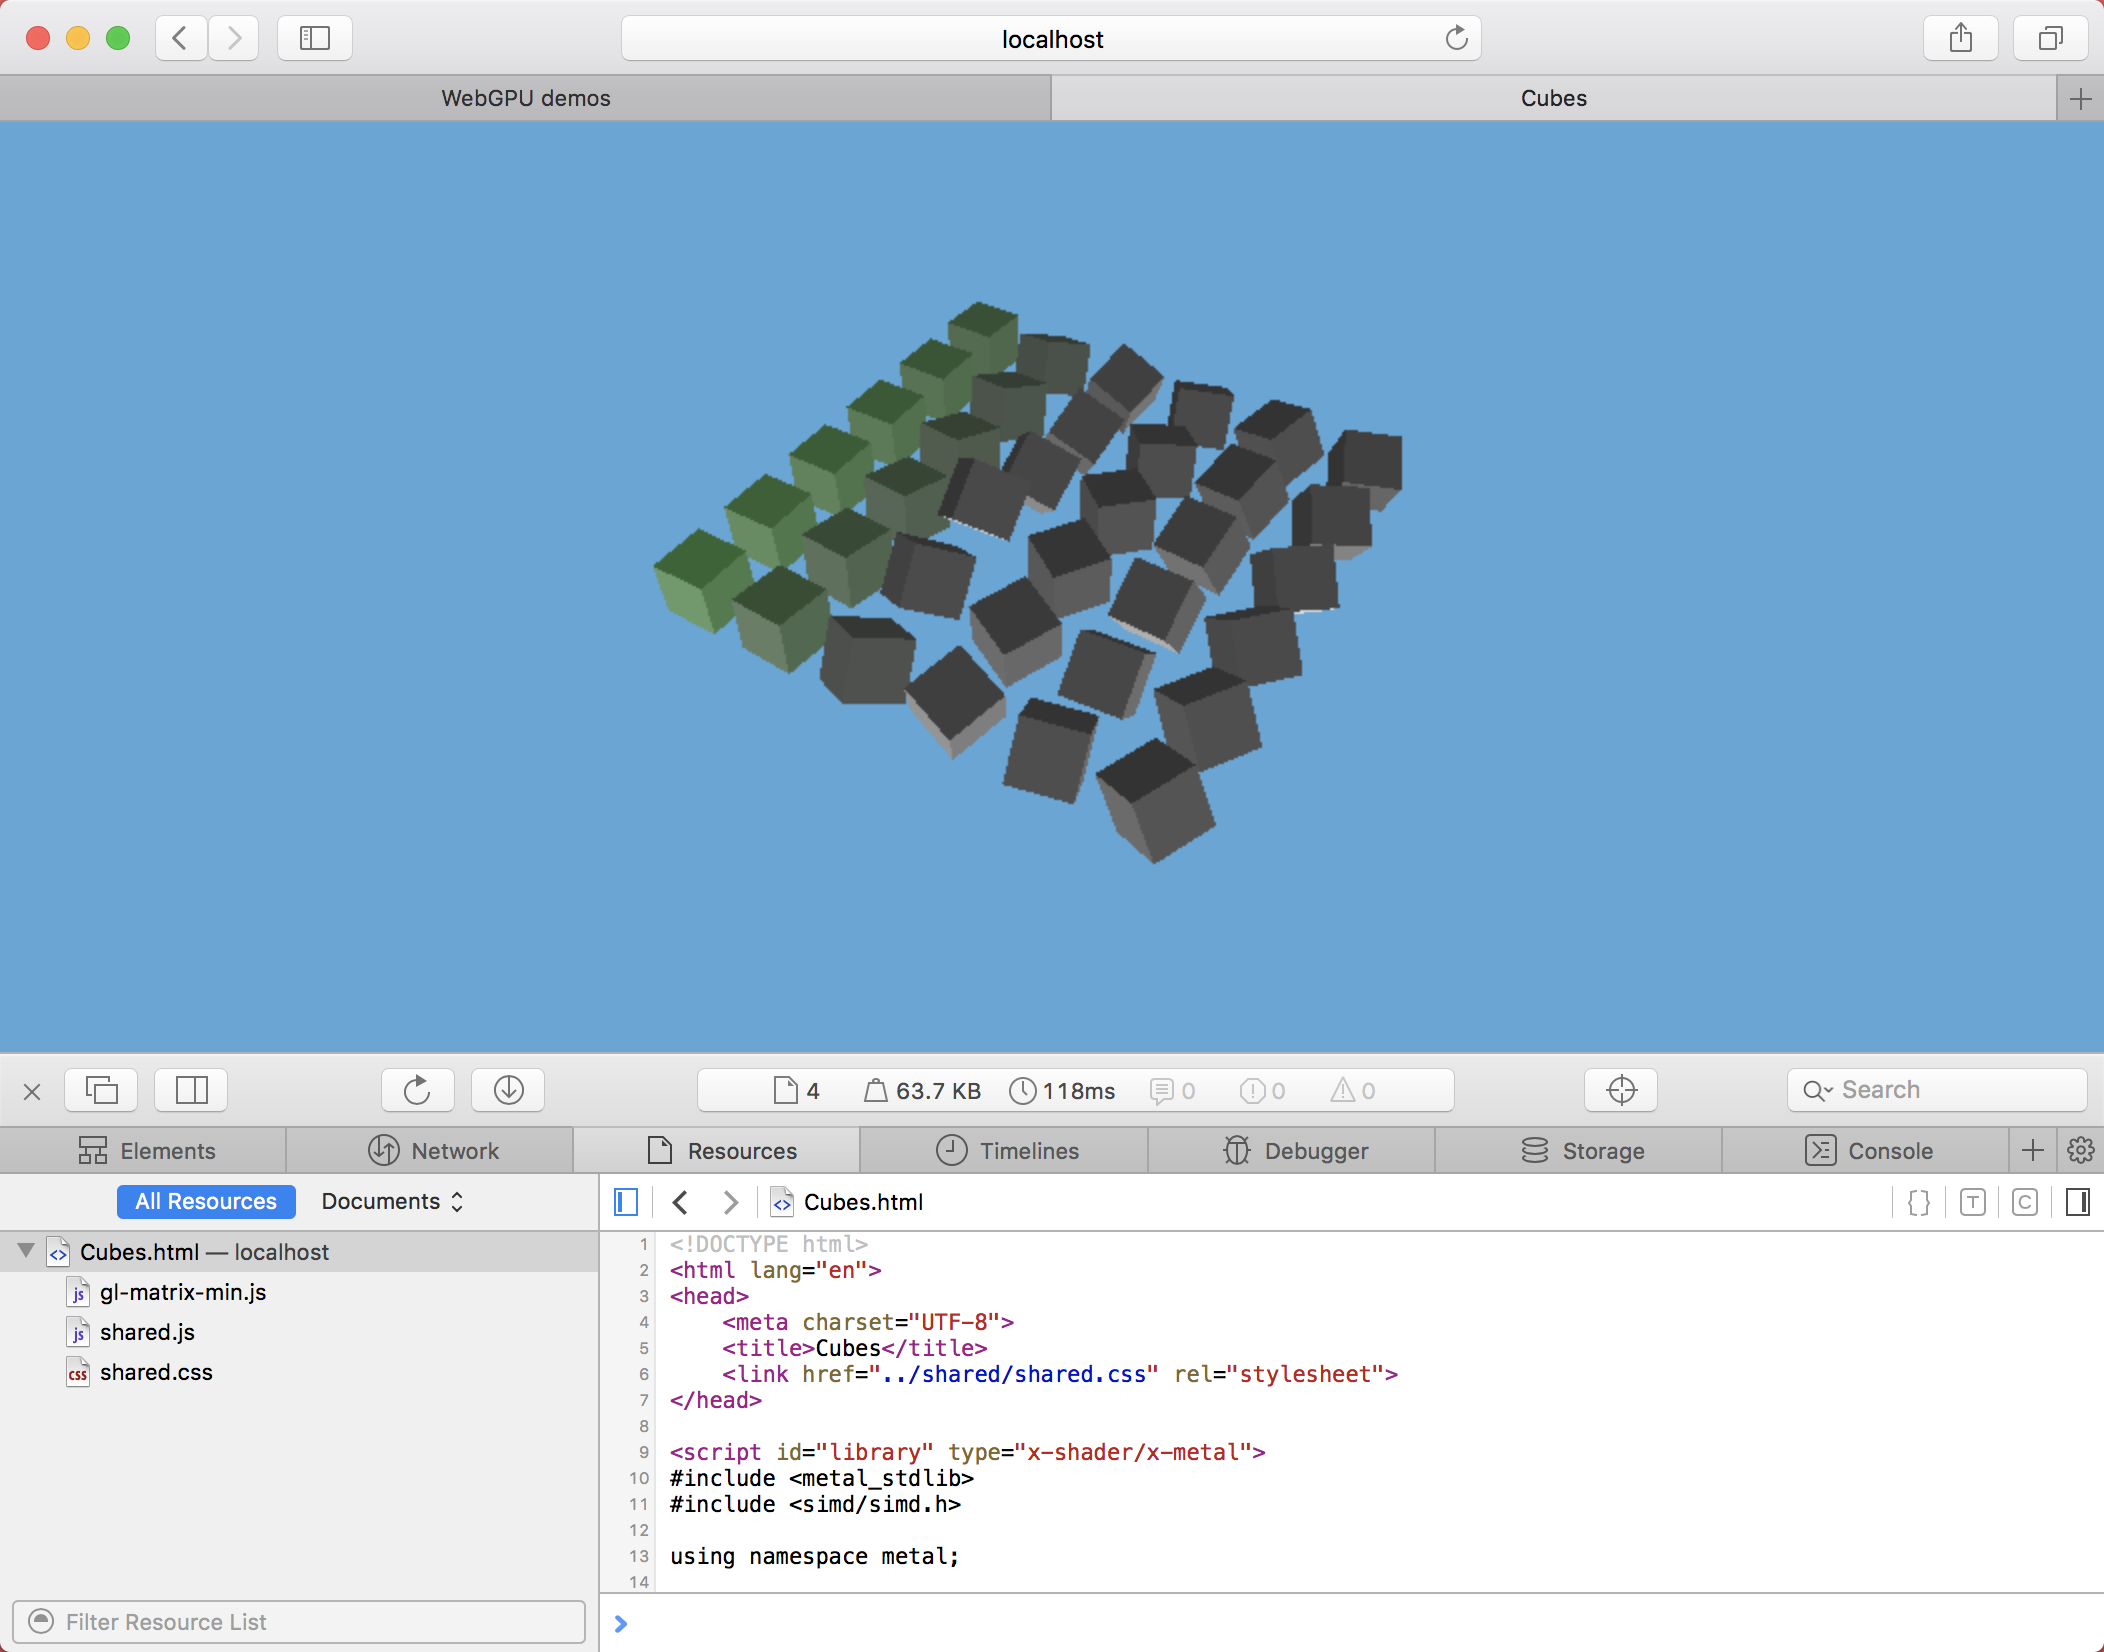 localhost
WebGPU demos
Cubes
4 63.7 KB 118ms 0 0 0
Search
Elements Network Resources Timelines Debugger Storage Console
All Resources Documents
{} T C
Cubes.html
<> Cubes.html — localhost
js gl-matrix-min.js
js shared.js
css shared.css
Filter Resource List
1 <!DOCTYPE html>
2 <html lang="en">
3 <head>
4 <meta charset="UTF-8">
5 <title>Cubes</title>
6 <link href="../shared/shared.css" rel="stylesheet">
7 </head>
8
9 <script id="library" type="x-shader/x-metal">
10 #include <metal_stdlib>
11 #include <simd/simd.h>
12
13 using namespace metal;
14